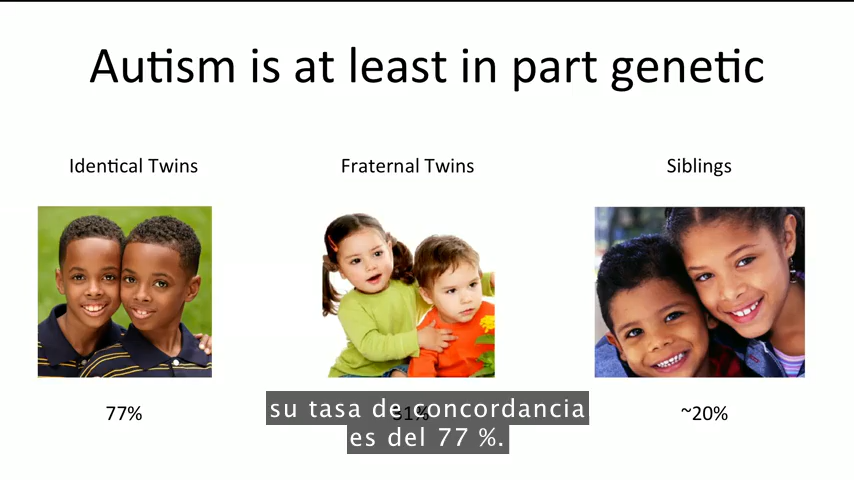 Autism is at least in part genetic
Identical Twins
Fraternal Twins
Siblings
77%
~20%
su tasa de concordancia
es del 77 %.